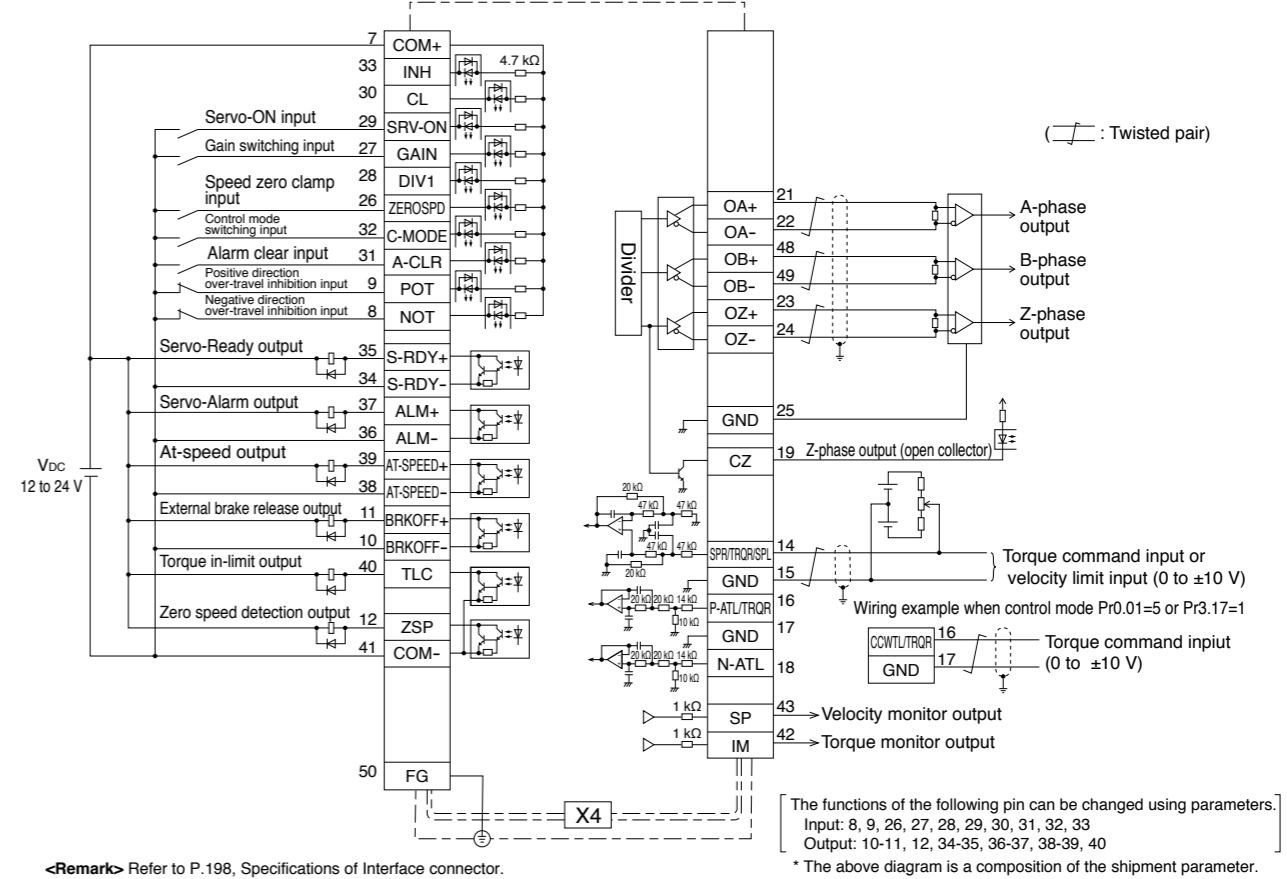 7 COM+
33 INH 4.7 kΩ
30 CL
Servo-ON input 29 SRV-ON
Gain switching input 27 GAIN
28 DIV1
Speed zero clamp
input 26 ZEROSPD
Control mode
switching input 32 C-MODE
Alarm clear input 31 A-CLR
Positive direction
over-travel inhibition input 9 POT
Negative direction
over-travel inhibition input 8 NOT
Servo-Ready output 35 S-RDY+
34 S-RDY−
Servo-Alarm output 37 ALM+
36 ALM−
At-speed output 39 AT-SPEED+
38 AT-SPEED−
External brake release output 11 BRKOFF+
10 BRKOFF−
Torque in-limit output 40 TLC
Zero speed detection output 12 ZSP
41 COM−
VDC
12 to 24 V
50 FG
X4
Divider
( : Twisted pair)
OA+ 21
OA− 22
A-phase
output
OB+ 48
OB− 49
B-phase
output
OZ+ 23
OZ− 24
Z-phase
output
GND 25
CZ 19 Z-phase output (open collector)
20 kΩ
47 kΩ 47 kΩ
47 kΩ 47 kΩ
20 kΩ
SPR/TRQR/SPL 14
GND 15
Torque command input or
velocity limit input (0 to ±10 V)
20 kΩ 20 kΩ 14 kΩ
10 kΩ
P-ATL/TRQR 16
GND 17
20 kΩ 20 kΩ 14 kΩ
10 kΩ
N-ATL 18
Wiring example when control mode Pr0.01=5 or Pr3.17=1
CCWTL/TRQR 16
GND 17
Torque command inpiut
(0 to ±10 V)
1 kΩ SP 43 Velocity monitor output
1 kΩ IM 42 Torque monitor output
The functions of the following pin can be changed using parameters.
Input: 8, 9, 26, 27, 28, 29, 30, 31, 32, 33
Output: 10-11, 12, 34-35, 36-37, 38-39, 40
* The above diagram is a composition of the shipment parameter.
<Remark> Refer to P.198, Specifications of Interface connector.